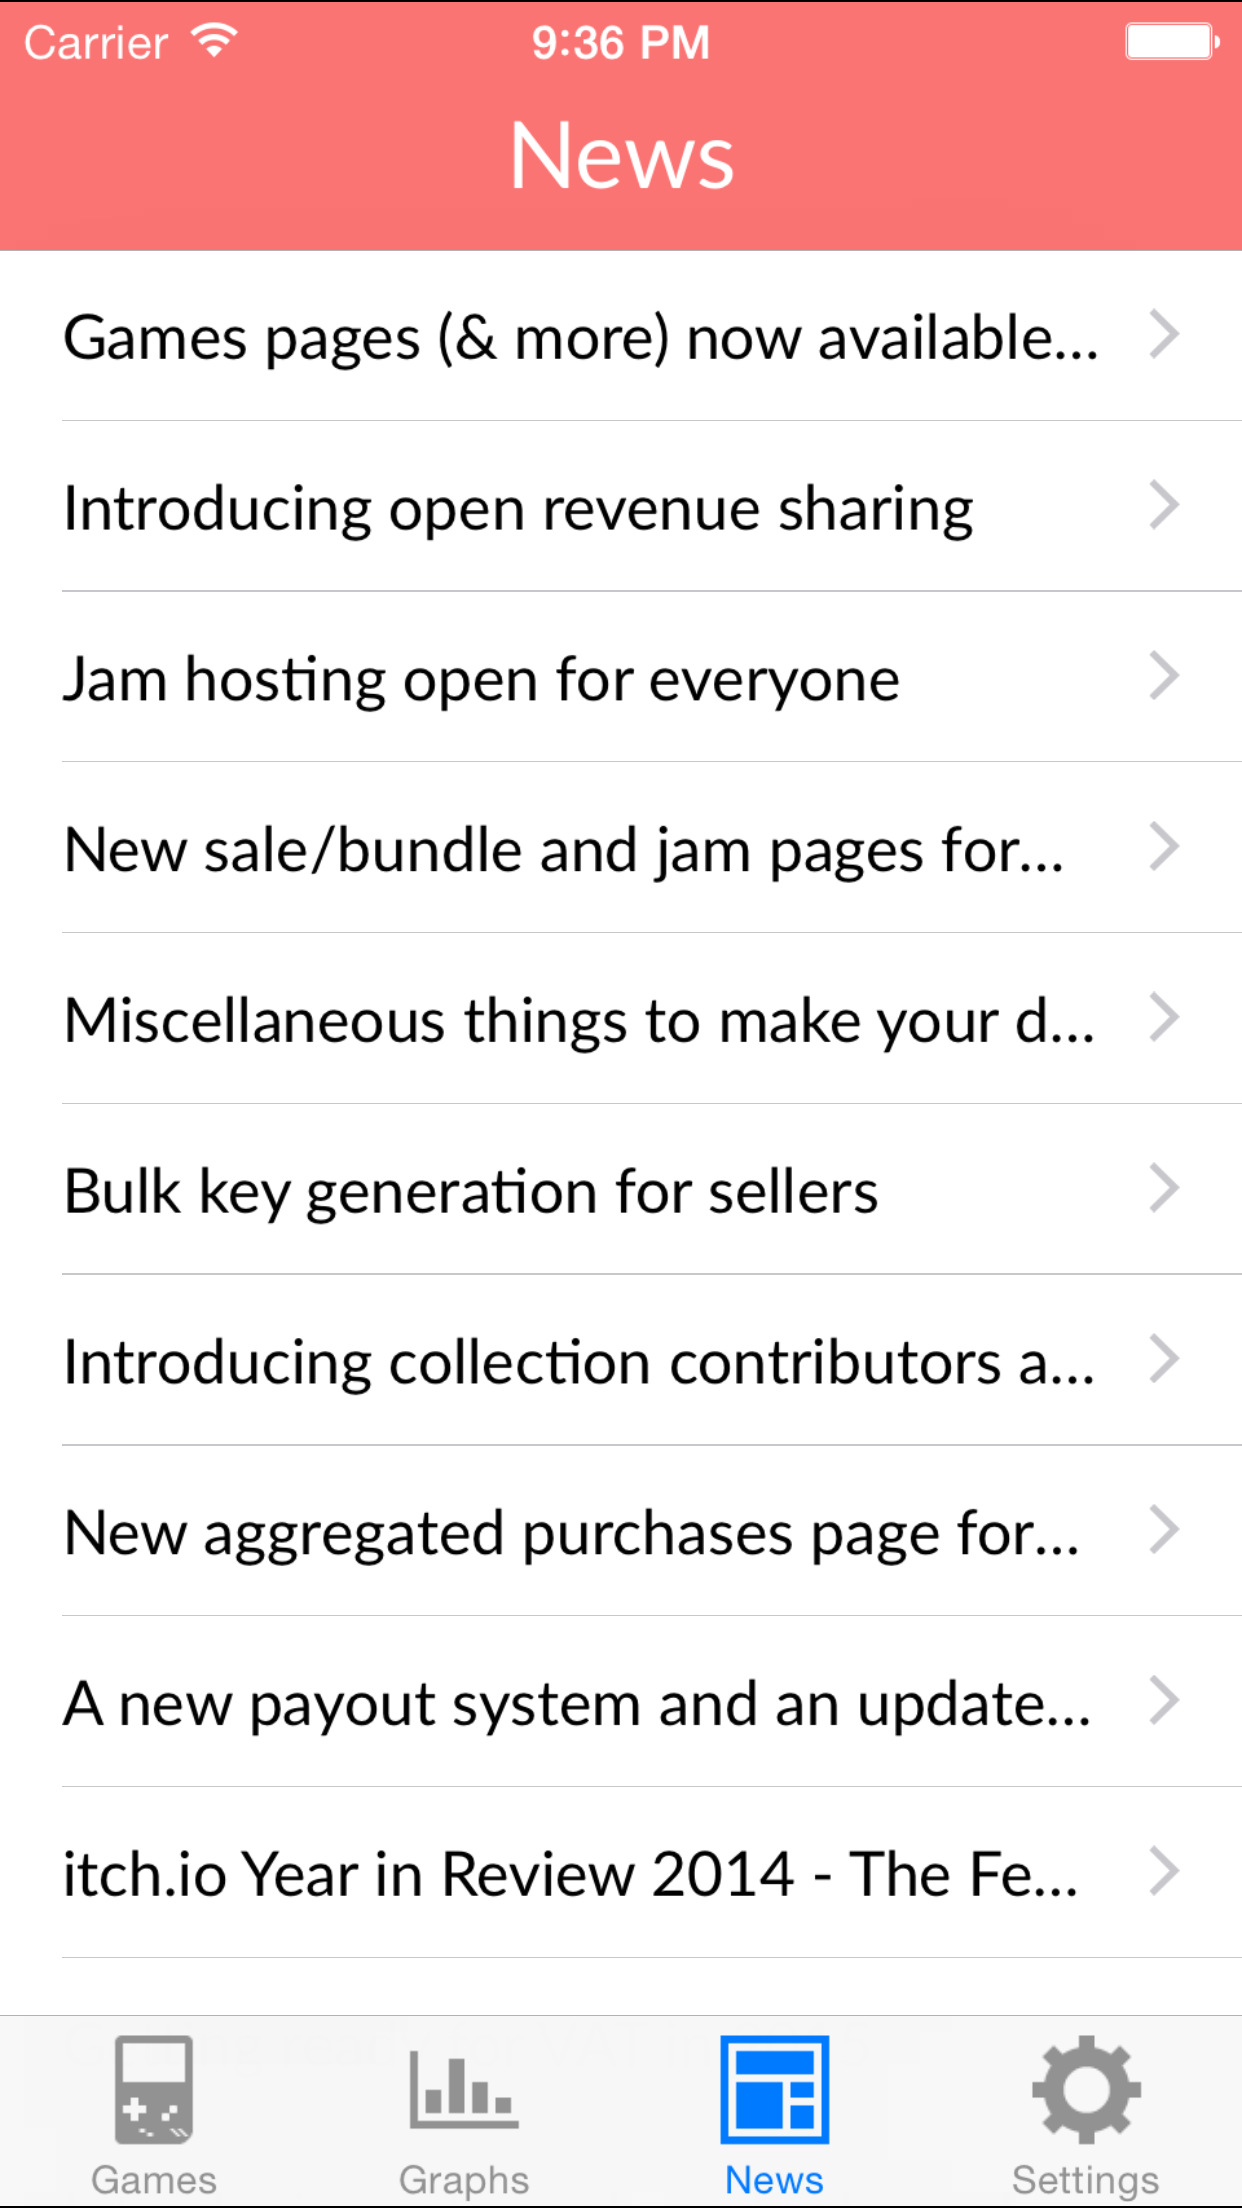 Carrier 9:36 PM
News
Games pages (& more) now available...
Introducing open revenue sharing
Jam hosting open for everyone
New sale/bundle and jam pages for...
Miscellaneous things to make your d...
Bulk key generation for sellers
Introducing collection contributors a...
New aggregated purchases page for...
A new payout system and an update...
itch.io Year in Review 2014 - The Fe...
Games Graphs News Settings